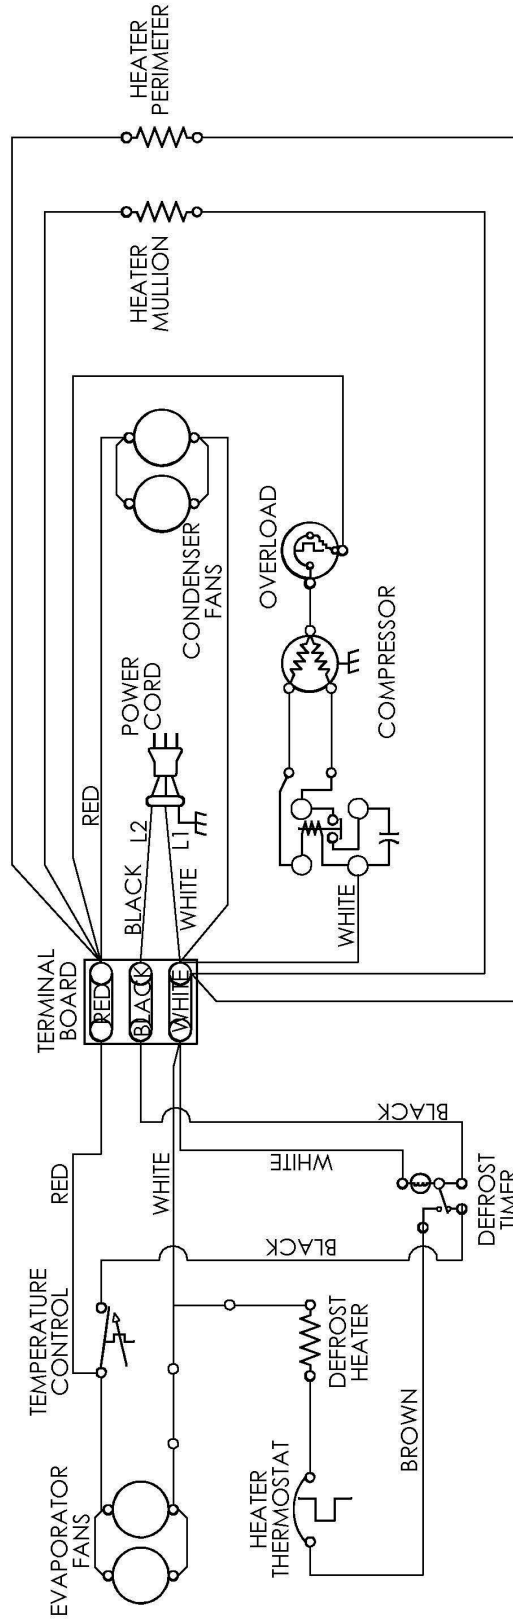 EVAPORATOR
FANS
TEMPERATURE
CONTROL
RED
TERMINAL
BOARD
RED
RED
BLACK
WHITE
WHITE
BLACK
L2
WHITE
L1
POWER
CORD
CONDENSER
FANS
HEATER
MULLION
HEATER
PERIMETER
HEATER
THERMOSTAT
DEFROST
HEATER
BLACK
WHITE
BROWN
DEFROST
TIMER
BLACK
WHITE
COMPRESSOR
OVERLOAD